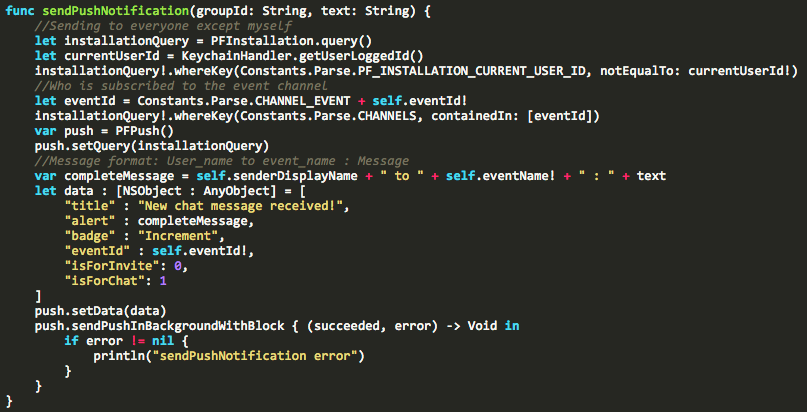 func sendPushNotification(groupId: String, text: String) {
    //Sending to everyone except myself
    let installationQuery = PFInstallation.query()
    let currentUserId = KeychainHandler.getUserLoggedId()
    installationQuery!.whereKey(Constants.Parse.PF_INSTALLATION_CURRENT_USER_ID, notEqualTo: currentUserId!)
    //Who is subscribed to the event channel
    let eventId = Constants.Parse.CHANNEL_EVENT + self.eventId!
    installationQuery!.whereKey(Constants.Parse.CHANNELS, containedIn: [eventId])
    var push = PFPush()
    push.setQuery(installationQuery)
    //Message format: User_name to event_name : Message
    var completeMessage = self.senderDisplayName + " to " + self.eventName! + " : " + text
    let data : [NSObject : AnyObject] = [
        "title" : "New chat message received!",
        "alert" : completeMessage,
        "badge" : "Increment",
        "eventId" : self.eventId!,
        "isForInvite": 0,
        "isForChat": 1
    ]
    push.setData(data)
    push.sendPushInBackgroundWithBlock { (succeeded, error) -> Void in
        if error != nil {
            println("sendPushNotification error")
        }
    }
}